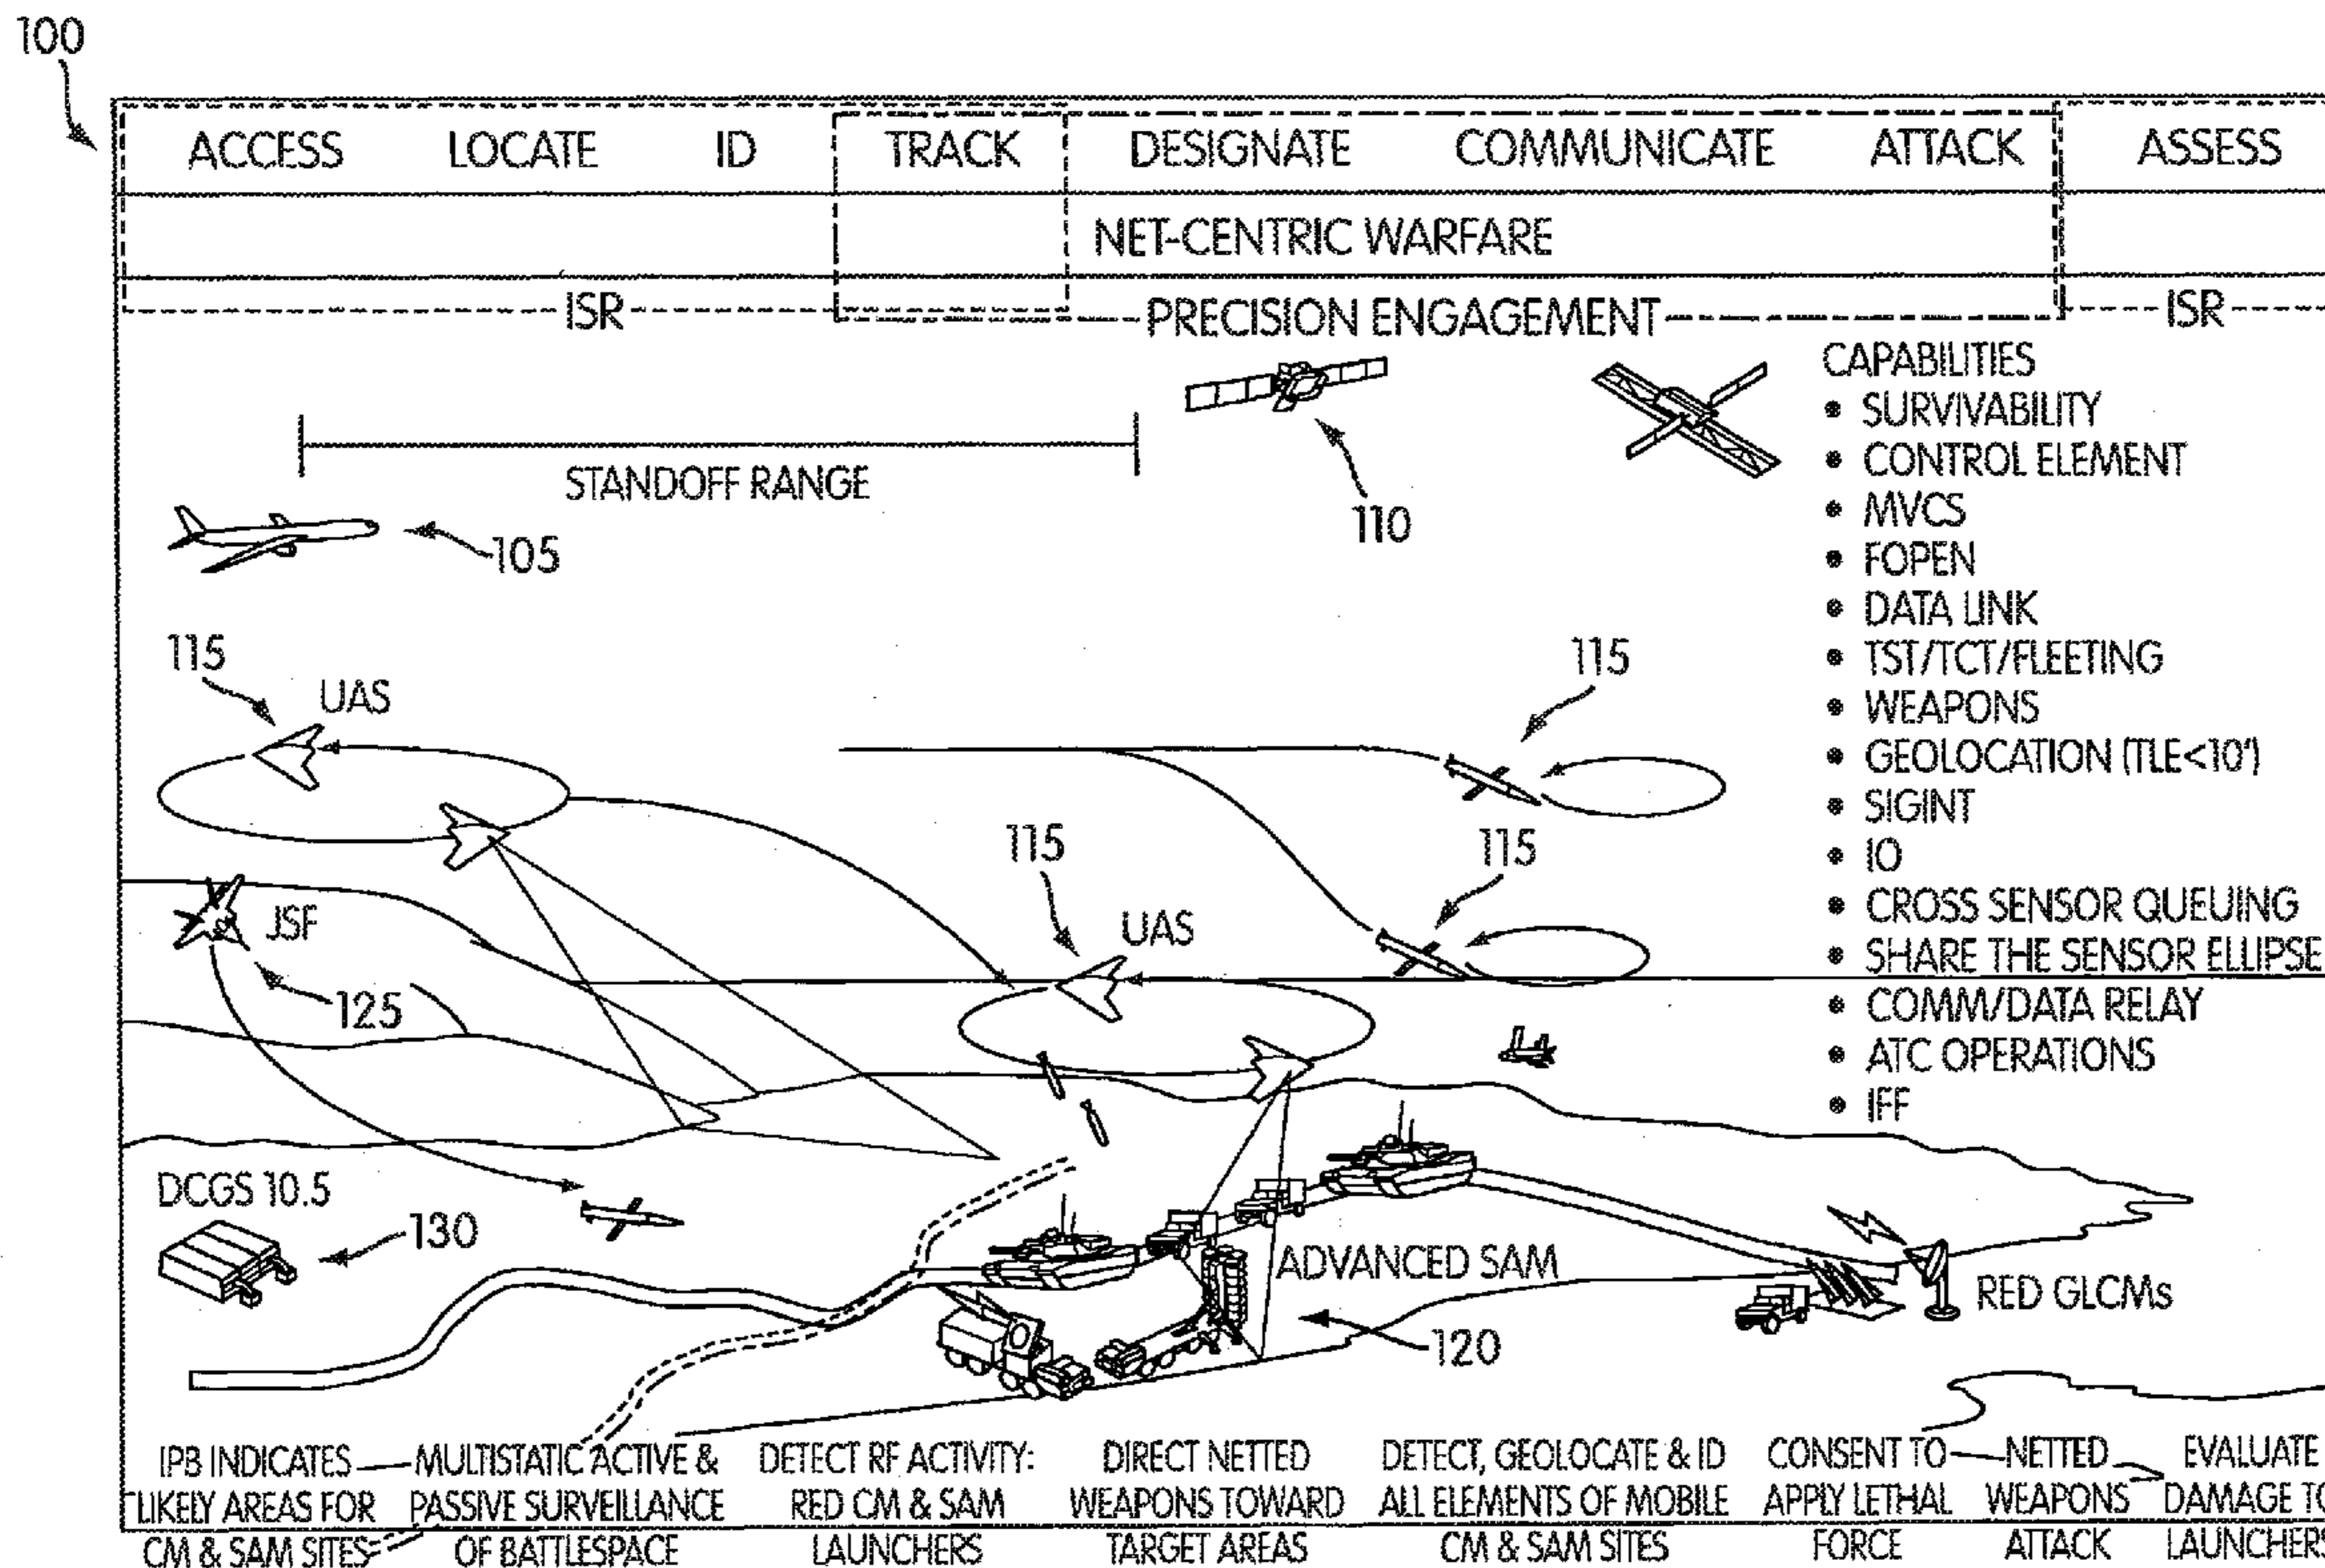 100
ACCESS LOCATE ID TRACK DESIGNATE COMMUNICATE ATTACK ASSESS
NET-CENTRIC WARFARE
ISR PRECISION ENGAGEMENT ISR
STANDOFF RANGE
105
110
CAPABILITIES
• SURVIVABILITY
• CONTROL ELEMENT
• MVCS
• FOPEN
• DATA LINK
• TST/TCT/FLEETING
• WEAPONS
• GEOLOCATION (TLE<10')
• SIGINT
• IO
• CROSS SENSOR QUEUING
• SHARE THE SENSOR ELLIPSE
• COMM/DATA RELAY
• ATC OPERATIONS
• IFF
115
UAS
115
115
UAS
115
JSF
125
DCGS 10.5
130
ADVANCED SAM
120
RED GLCMs
IPB INDICATES
LIKELY AREAS FOR
CM & SAM SITES
MULTISTATIC ACTIVE &
PASSIVE SURVEILLANCE
OF BATTLESPACE
DETECT RF ACTIVITY:
RED CM & SAM
LAUNCHERS
DIRECT NETTED
WEAPONS TOWARD
TARGET AREAS
DETECT, GEOLOCATE & ID
ALL ELEMENTS OF MOBILE
CM & SAM SITES
CONSENT TO
APPLY LETHAL
FORCE
NETTED
WEAPONS
ATTACK
EVALUATE
DAMAGE TO
LAUNCHERS